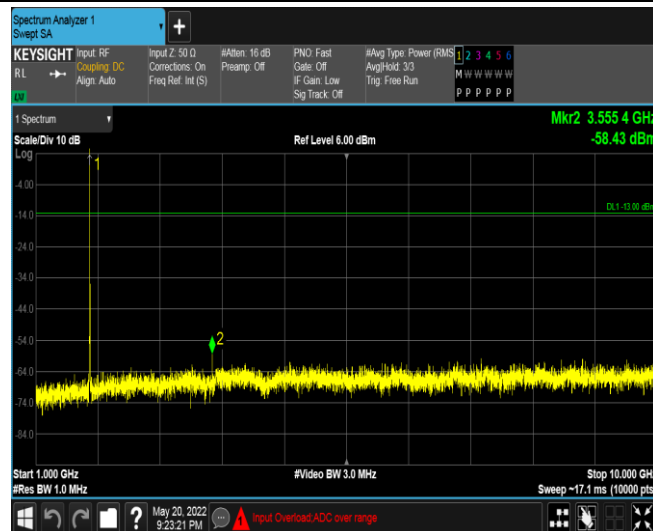 Spectrum Analyzer 1
Swept SA
+
KEYSIGHT
RL
Input: RF
Coupling: DC
Align: Auto
Input Z: 50 Ω
Corrections: On
Freq Ref: Int (S)
#Atten: 16 dB
Preamp: Off
PNO: Fast
Gate: Off
IF Gain: Low
Sig Track: Off
#Avg Type: Power (RMS
Avg|Hold: 3/3
Trig: Free Run
1 2 3 4 5 6
M W W W W W
P P P P P P
1 Spectrum
Mkr2 3.555 4 GHz
-58.43 dBm
Scale/Div 10 dB
Ref Level 6.00 dBm
Log
1
-4.00
DL1 -13.00 dBm
-14.0
-24.0
-34.0
-44.0
-54.0
2
-64.0
-74.0
-84.0
Start 1.000 GHz
#Video BW 3.0 MHz
Stop 10.000 GHz
#Res BW 1.0 MHz
Sweep ~17.1 ms (10000 pts
?
May 20, 2022
9:23:21 PM
Input Overload;ADC over range